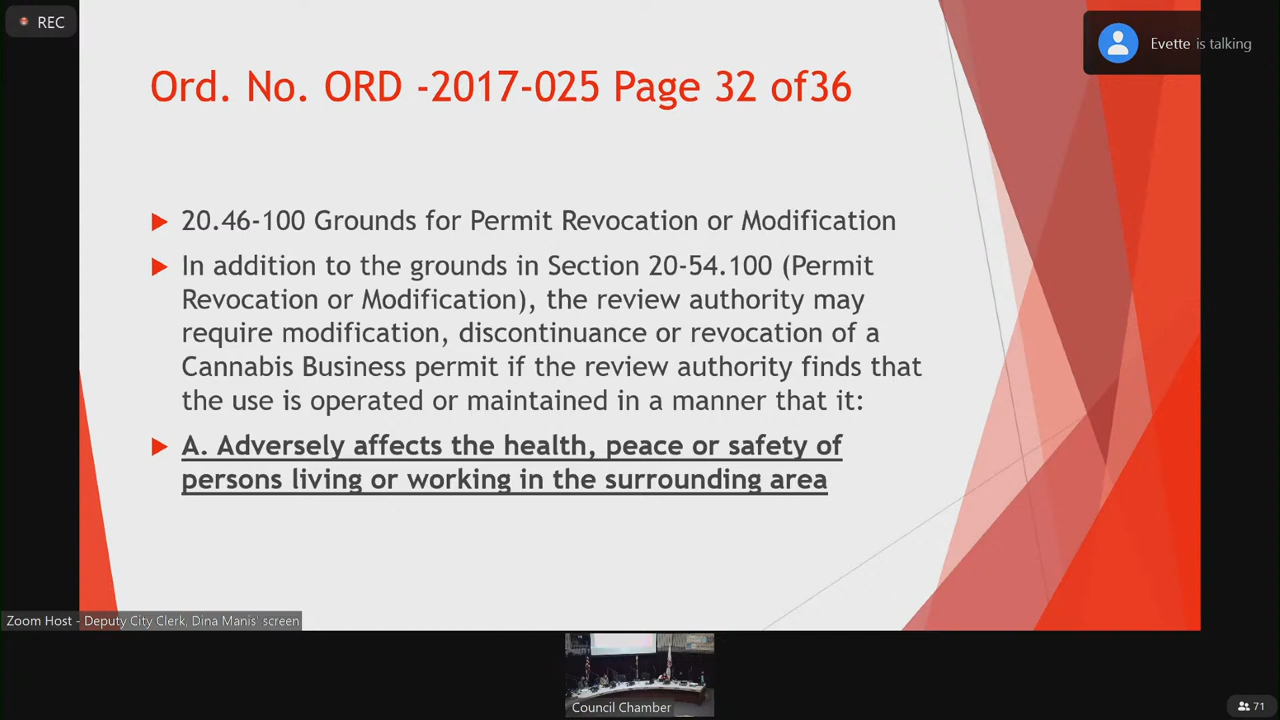 REC
Evette is talking
Ord. No. ORD -2017-025 Page 32 of36
20.46-100 Grounds for Permit Revocation or Modification
In addition to the grounds in Section 20-54.100 (Permit
Revocation or Modification), the review authority may
require modification, discontinuance or revocation of a
Cannabis Business permit if the review authority finds that
the use is operated or maintained in a manner that it:
A. Adversely affects the health, peace or safety of
persons living or working in the surrounding area
Zoom Host - Deputy City Clerk, Dina Manis' screen
Council Chamber
71